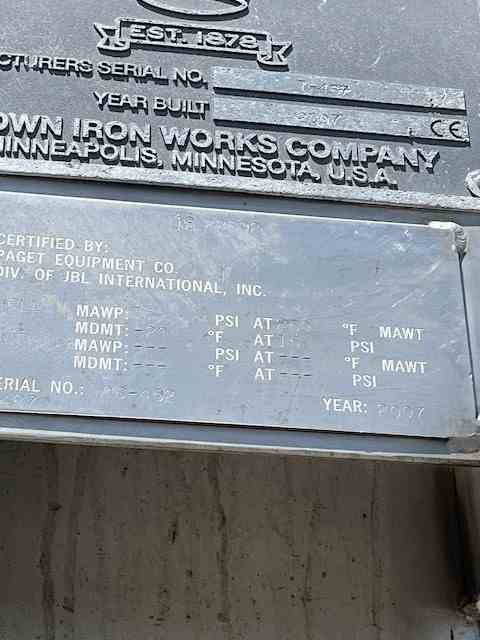 EST. 1878
CTURERS SERIAL NO.
YEAR BUILT CE
OWN IRON WORKS COMPANY
MINNEAPOLIS, MINNESOTA, U.S.A.
CERTIFIED BY:
PAGET EQUIPMENT CO.
DIV. OF JBL INTERNATIONAL, INC.
MAWP: PSI AT °F MAWT
MDMT: °F AT PSI
MAWP: --- PSI AT --- °F MAWT
MDMT: --- °F AT --- PSI
ERIAL NO.: YEAR: 2007